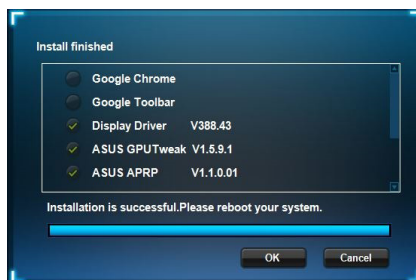 Install finished
Google Chrome
Google Toolbar
Display Driver V388.43
ASUS GPUTweak V1.5.9.1
ASUS APRP V1.1.0.01
Installation is successful.Please reboot your system.
OK Cancel